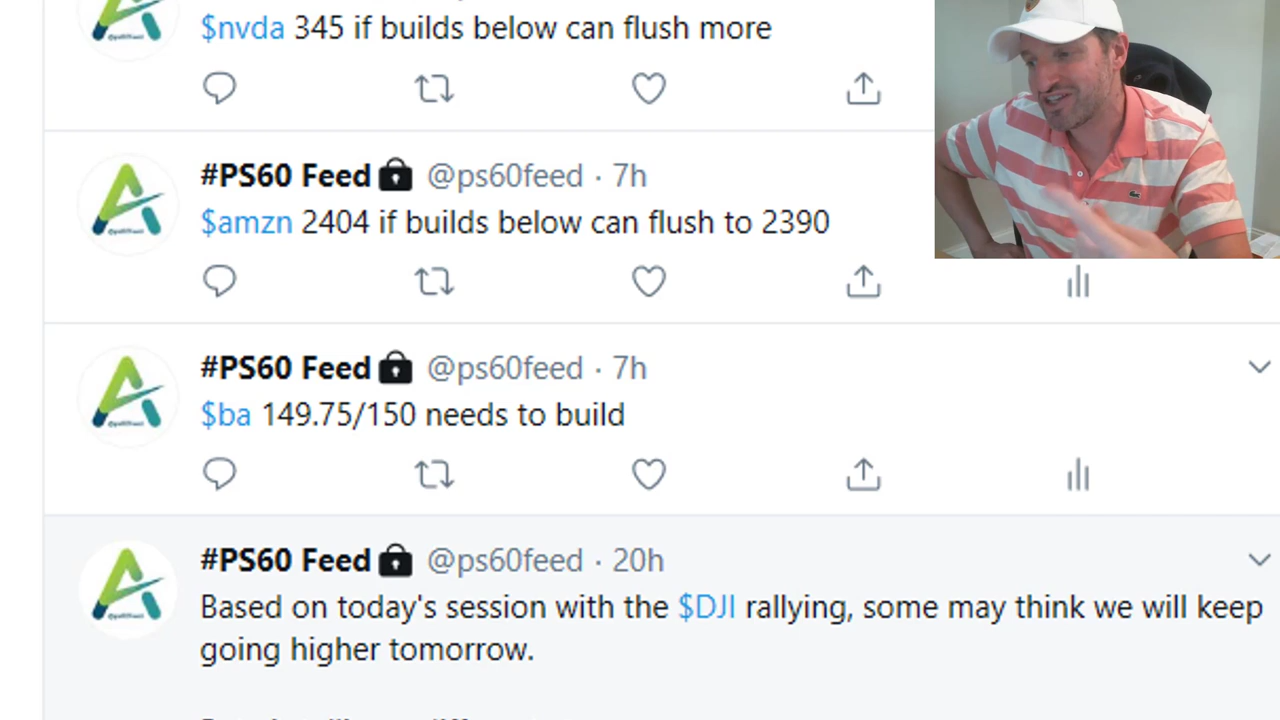 $nvda 345 if builds below can flush more
#PS60 Feed @ps60feed · 7h
$amzn 2404 if builds below can flush to 2390
#PS60 Feed @ps60feed · 7h
$ba 149.75/150 needs to build
#PS60 Feed @ps60feed · 20h
Based on today's session with the $DJI rallying, some may think we will keep
going higher tomorrow.